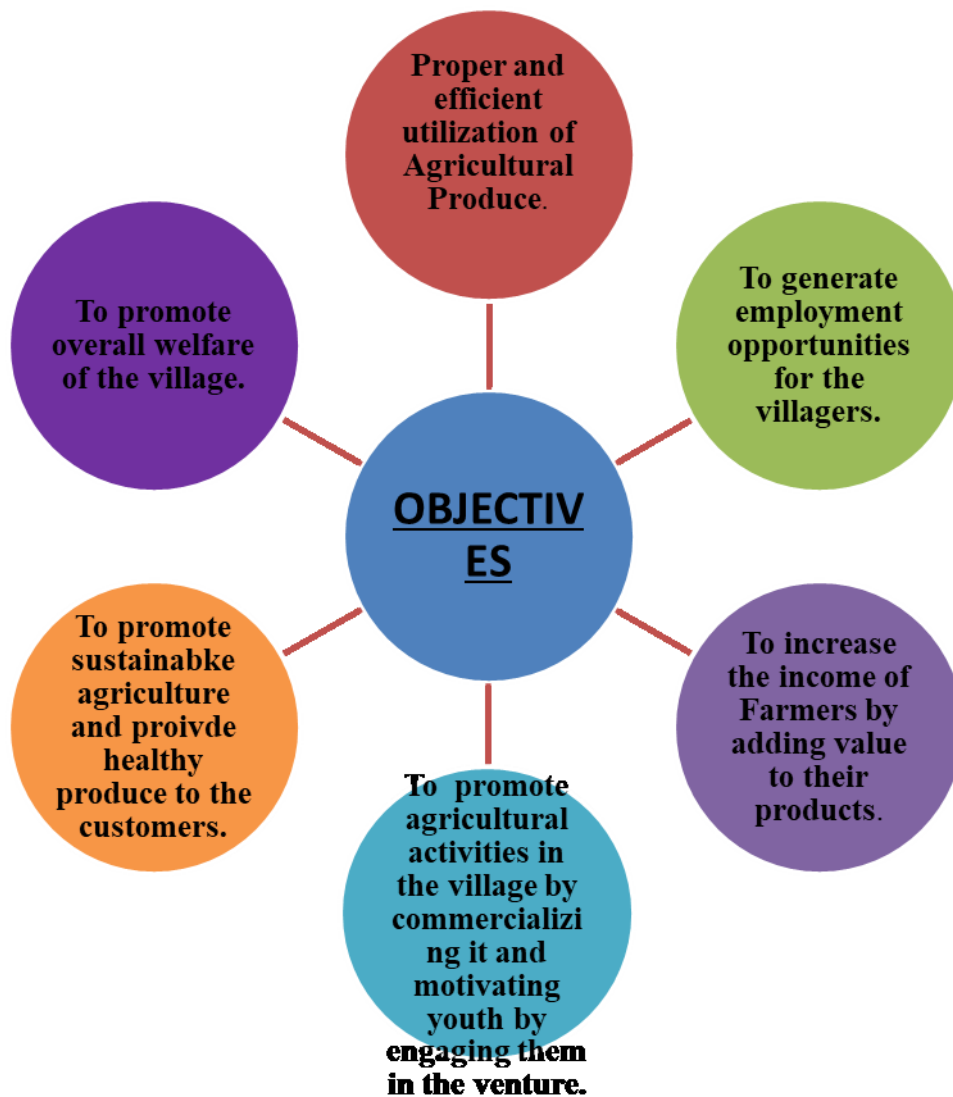 Proper and
efficient
utilization of
Agricultural
Produce.
To generate
employment
opportunities
for the
villagers.
To increase
the income of
Farmers by
adding value
to their
products.
To promote
agricultural
activities in
the village by
commercializi
ng it and
motivating
youth by
engaging them
in the venture.
To promote
sustainabke
agriculture
and proivde
healthy
produce to the
customers.
To promote
overall welfare
of the village.
OBJECTIV
ES